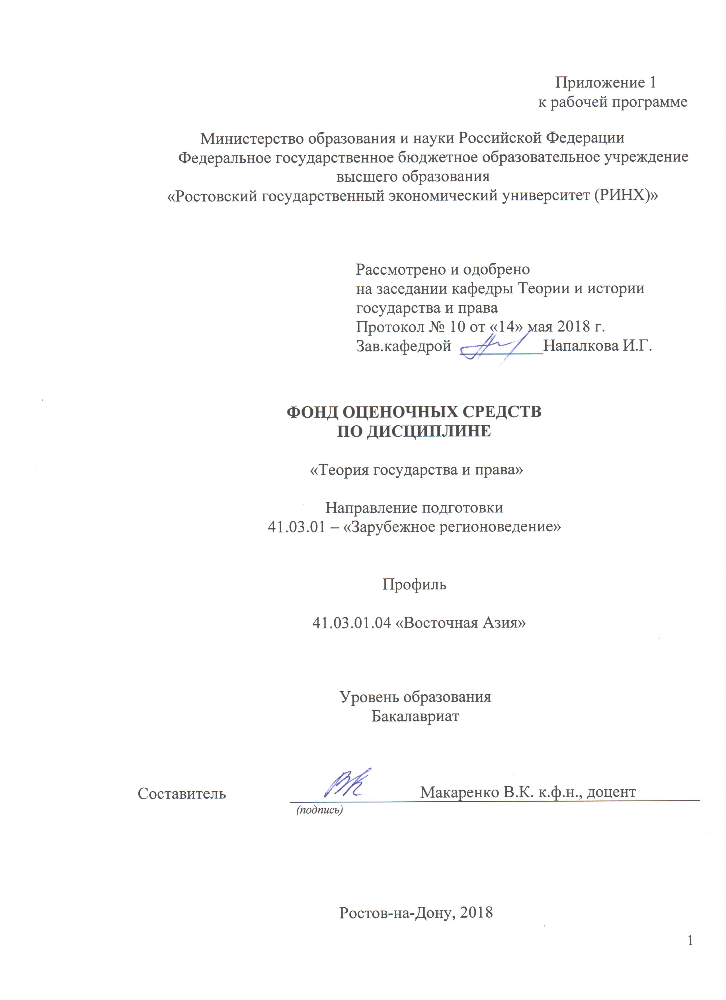 Приложение 1
к рабочей программе
Министерство образования и науки Российской Федерации
Федеральное государственное бюджетное образовательное учреждение
высшего образования
«Ростовский государственный экономический университет (РИНХ)»
Рассмотрено и одобрено
на заседании кафедры Теории и истории
государства и права
Протокол № 10 от «14» мая 2018 г.
Зав.кафедрой __________Напалкова И.Г.
ФОНД ОЦЕНОЧНЫХ СРЕДСТВ
ПО ДИСЦИПЛИНЕ
«Теория государства и права»
Направление подготовки
41.03.01 – «Зарубежное регионоведение»
Профиль
41.03.01.04 «Восточная Азия»
Уровень образования
Бакалавриат
Составитель ВК Макаренко В.К. к.ф.н., доцент
(подпись)
Ростов-на-Дону, 2018
1